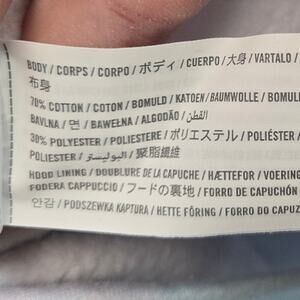 BODY / CORPS / CORPO / ボディ / CUERPO / 大身 / VARTALO /
布身
70% COTTON / COTON / BOMULD / KATOEN / BAUMWOLLE / BOMUL
BAVLNA / 면 / BAWEŁNA / ALGODÃO / القطن /
30% POLYESTER / POLIESTERE / ポリエステル / POLIÉSTER /
POLIESTER / البوليستر / 聚脂纖維
HOOD LINING / DOUBLURE DE LA CAPUCHE / HÆTTEFOR / VOERING
FODERA CAPPUCCIO / フードの裏地 / FORRO DE CAPUCHÓN
안감 / PODSZEWKA KAPTURA / HETTE FÔRING / FORRO DO CAPUZ